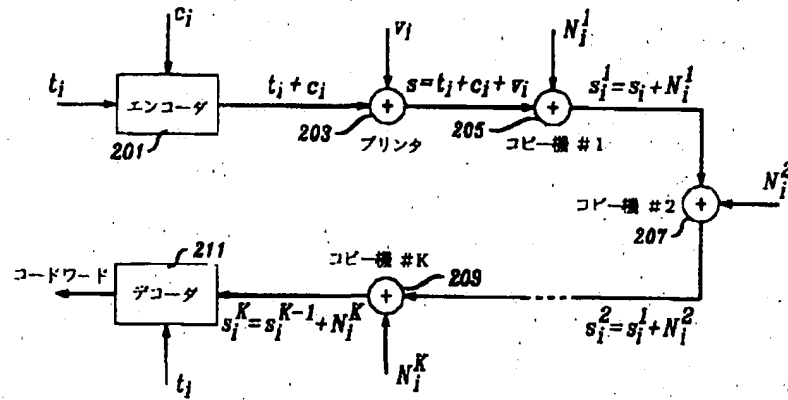 c_i
v_i
N_i^1
t_i
エンコーダ
t_i + c_i
+
s=t_i+c_i+v_i
+
s_i^1=s_i+N_i^1
201
203
プリンタ
205
コピー機 #1
コピー機 #2
+
N_i^2
207
211
コピー機 #K
209
コードワード
デコーダ
+
s_i^K=s_i^{K-1}+N_i^K
s_i^2=s_i^1+N_i^2
t_i
N_i^K